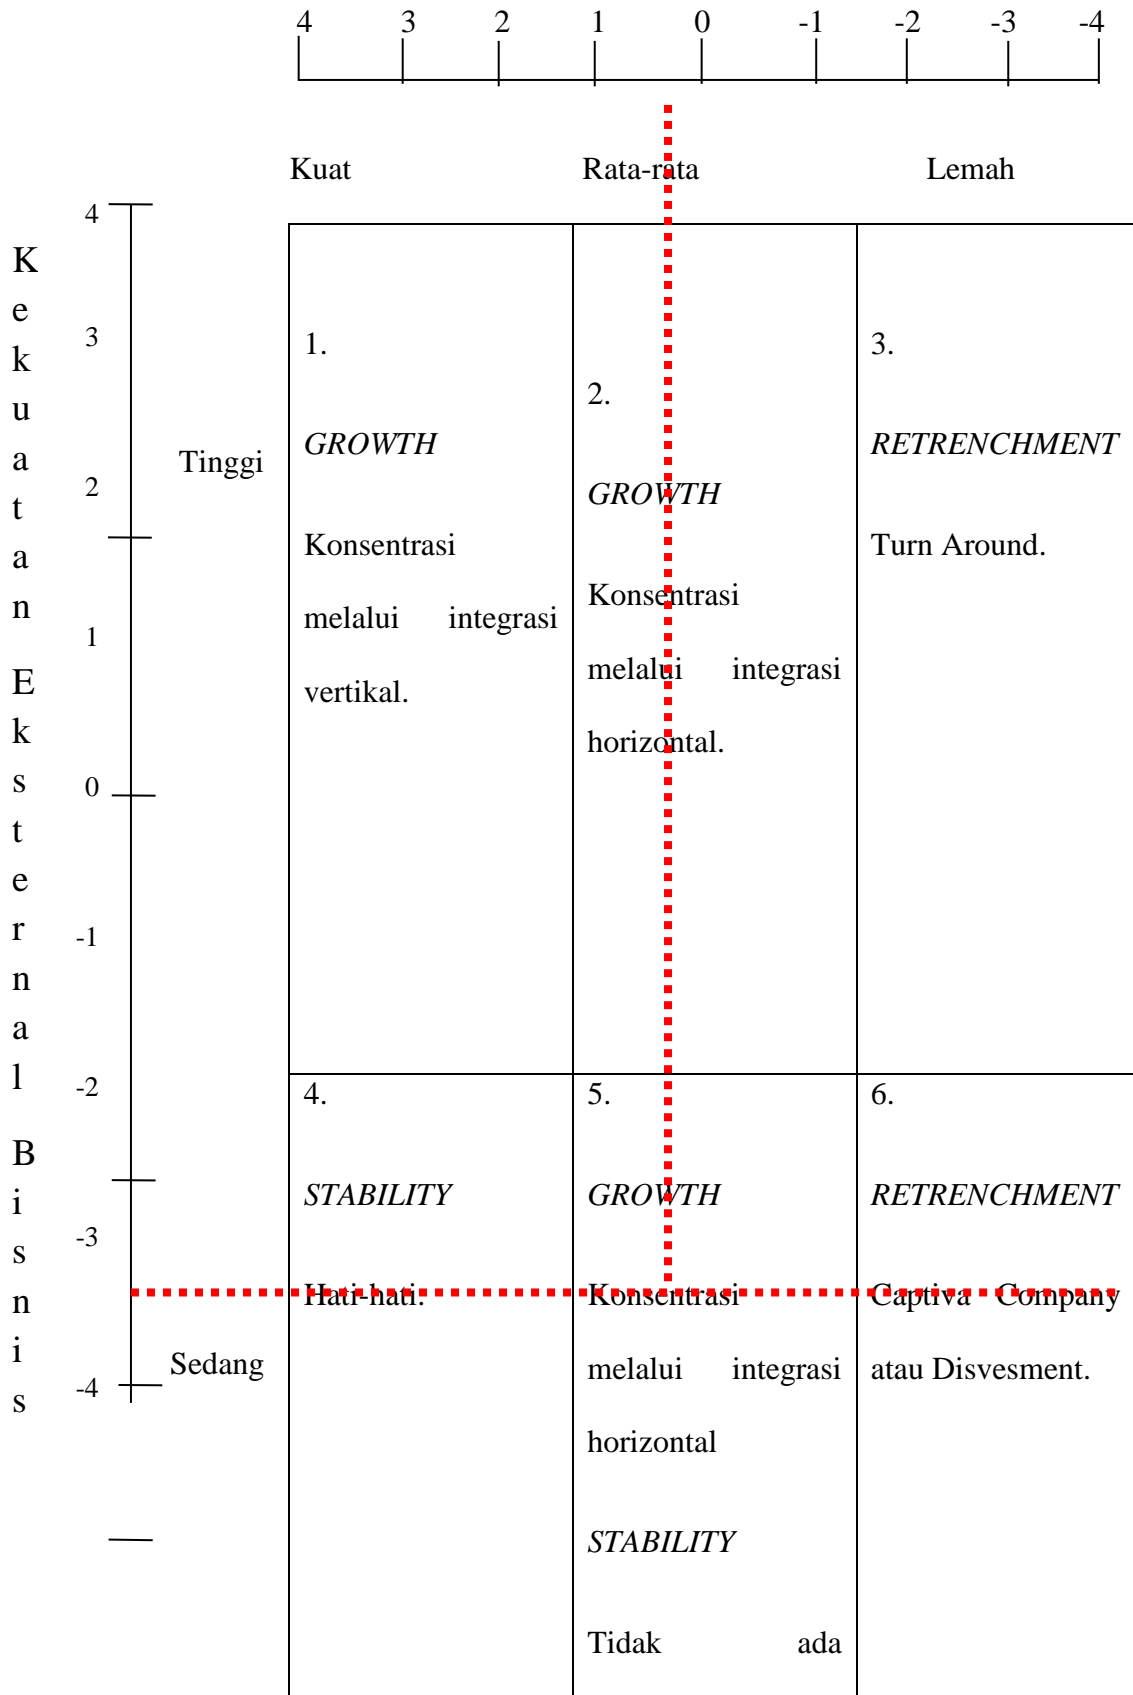 4 3 2 1 0 -1 -2 -3 -4
Kuat Rata-rata Lemah
Kekuatan Eksternal Bisnis
4
3
2
1
0
-1
-2
-3
-4
Tinggi
1.
GROWTH
Konsentrasi
melalui integrasi
vertikal.
2.
GROWTH
Konsentrasi
melalui integrasi
horizontal.
3.
RETRENCHMENT
Turn Around.
Sedang
4.
STABILITY
Hati-hati.
5.
GROWTH
Konsentrasi
melalui integrasi
horizontal
STABILITY
Tidak ada
6.
RETRENCHMENT
Captiva Company
atau Disvesment.